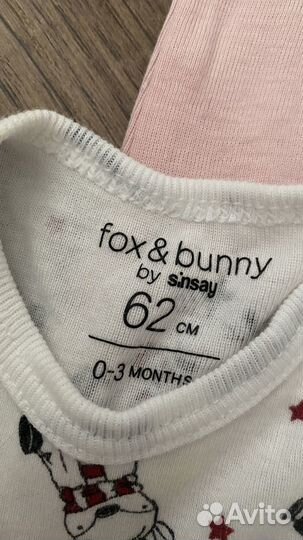 fox & bunny
by sinsay
62 CM
0-3 MONTHS
Avito